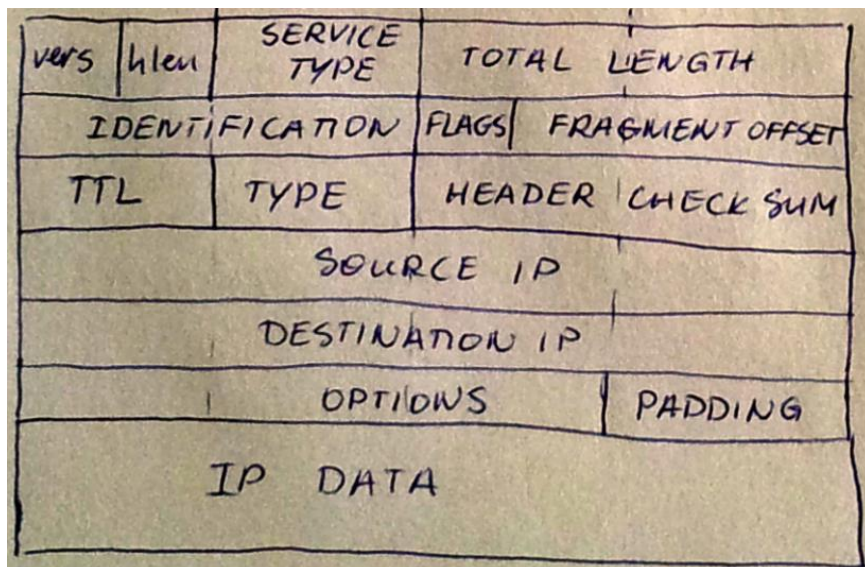 vers hlen SERVICE TYPE TOTAL LENGTH
IDENTIFICATION FLAGS FRAGMENT OFFSET
TTL TYPE HEADER CHECK SUM
SOURCE IP
DESTINATION IP
OPTIONS PADDING
IP DATA